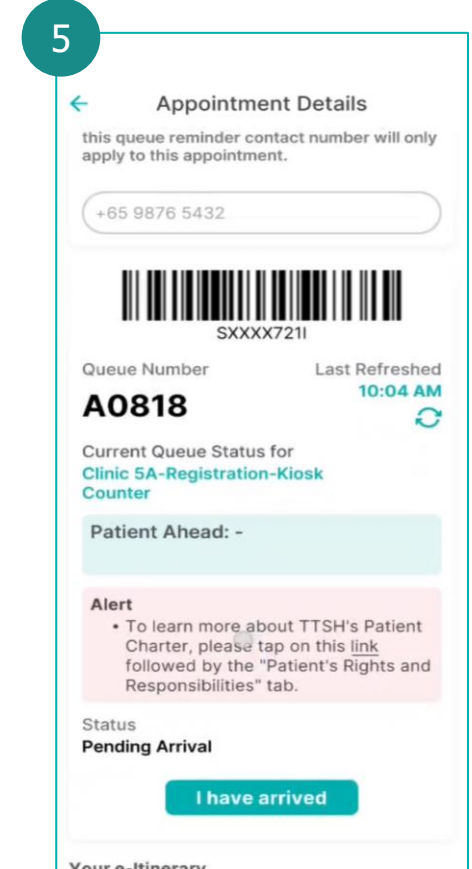 5
Appointment Details
this queue reminder contact number will only
apply to this appointment.
+65 9876 5432
SXXXX721I
Queue Number
Last Refreshed
A0818
10:04 AM
Current Queue Status for
Clinic 5A-Registration-Kiosk
Counter
Patient Ahead: -
Alert
• To learn more about TTSH's Patient
Charter, please tap on this link
followed by the "Patient's Rights and
Responsibilities" tab.
Status
Pending Arrival
I have arrived
Your e-Itinerary